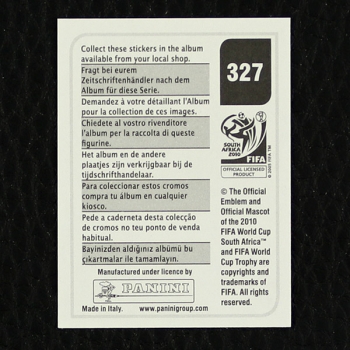 Collect these stickers in the album
available from your local shop.
Fragt bei eurem
Zeitschriftenhändler nach dem
Album für diese Serie.
Demandez à votre détaillant l'Album
pour la collection de ces images.
Chiedete al vostro rivenditore
l'album per la raccolta di queste
figurine.
Het album en de andere
plaatjes zijn verkrijgbaar bij de
tijdschrifthandelaar.
Para coleccionar estos cromos
compra tu álbum en cualquier
kiosco.
Pede a caderneta desta colecção
de cromos no teu ponto de venda
habitual.
Bayinizden aldığınız albümü bu
çıkartmalar ile tamamlayın.
Manufactured under licence by
PANINI
Made in Italy. www.paninigroup.com
327
SOUTH AFRICA
2010
FIFA
OFFICIAL LICENSED
PRODUCT
© The Official
Emblem and
Official Mascot
of the 2010
FIFA World Cup
South Africa™
and FIFA World
Cup Trophy are
copyrights and
trademarks of
FIFA. All rights
reserved.